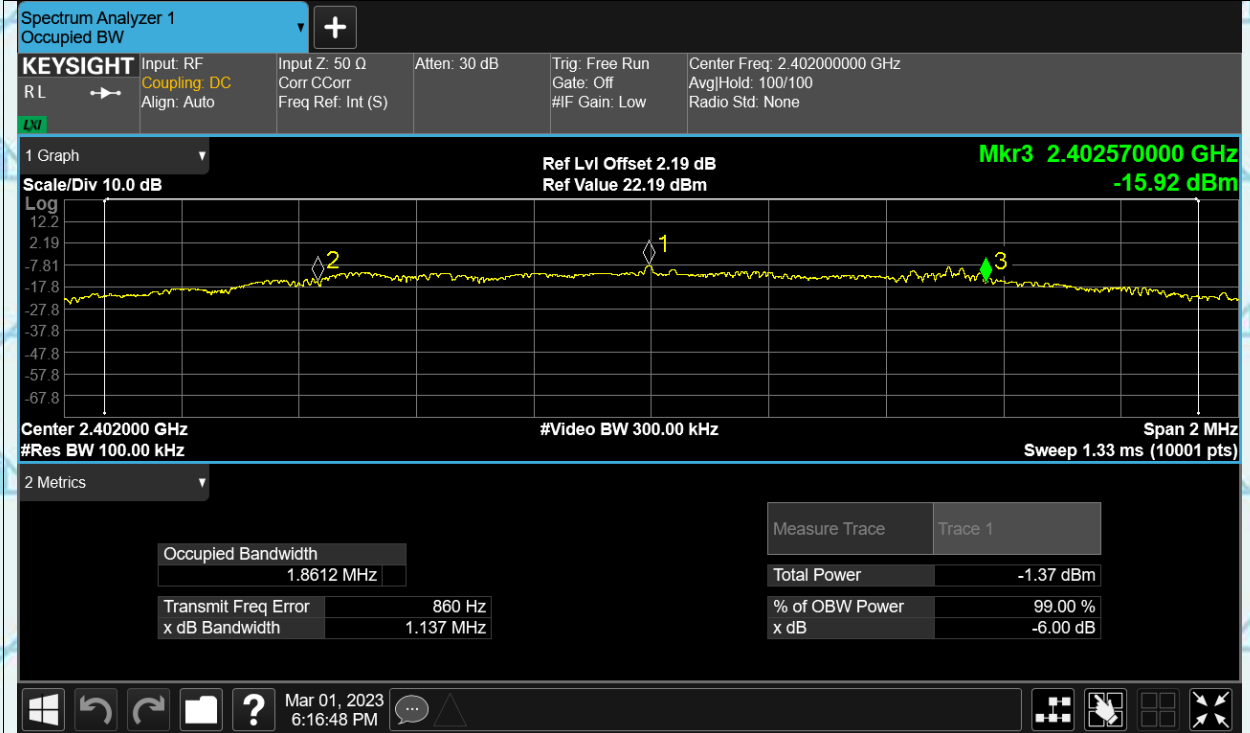 Spectrum Analyzer 1
Occupied BW
KEYSIGHT
R L
LXI
Input: RF
Coupling: DC
Align: Auto
Input Z: 50 Ω
Corr CCorr
Freq Ref: Int (S)
Atten: 30 dB
Trig: Free Run
Gate: Off
#IF Gain: Low
Center Freq: 2.402000000 GHz
Avg|Hold: 100/100
Radio Std: None
1 Graph
Scale/Div 10.0 dB
Ref Lvl Offset 2.19 dB
Ref Value 22.19 dBm
Mkr3 2.402570000 GHz
-15.92 dBm
Log
12.2
2.19
-7.81
-17.8
-27.8
-37.8
-47.8
-57.8
-67.8
2
1
3
Center 2.402000 GHz
#Video BW 300.00 kHz
Span 2 MHz
#Res BW 100.00 kHz
Sweep 1.33 ms (10001 pts)
2 Metrics
Occupied Bandwidth
1.8612 MHz
Transmit Freq Error 860 Hz
x dB Bandwidth 1.137 MHz
Measure Trace Trace 1
Total Power -1.37 dBm
% of OBW Power 99.00 %
x dB -6.00 dB
Mar 01, 2023
6:16:48 PM